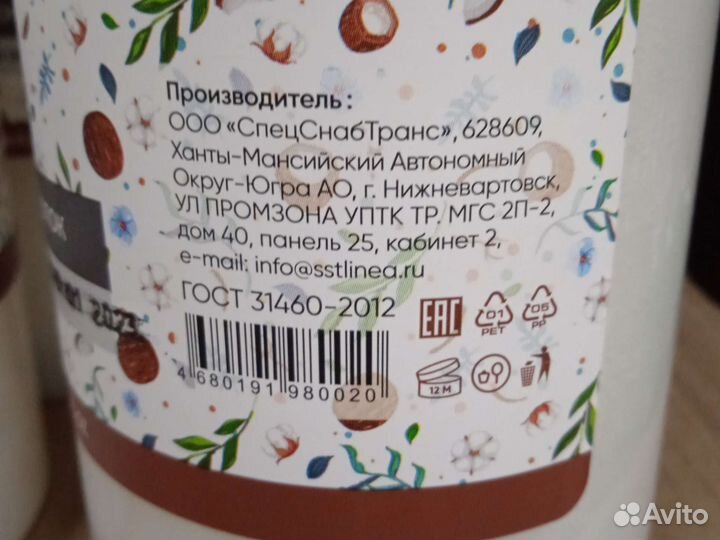 Производитель:
ООО «СпецСнабТранс», 628609,
Ханты-Мансийский Автономный
Округ-Югра АО, г. Нижневартовск,
УЛ ПРОМЗОНА УПТК ТР. МГС 2П-2,
дом 40, панель 25, кабинет 2,
e-mail: info@sstlinea.ru
ГОСТ 31460-2012
2023
EAC
01
PET
05
PP
12 M
4 680191 980020
Avito